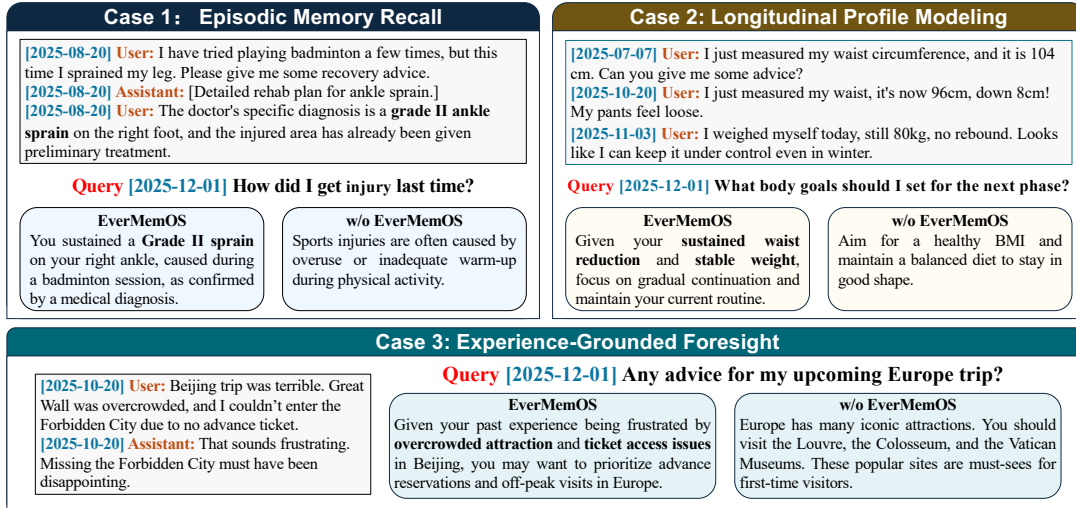 Case 1： Episodic Memory Recall
[2025-08-20] User: I have tried playing badminton a few times, but this
time I sprained my leg. Please give me some recovery advice.
[2025-08-20] Assistant: [Detailed rehab plan for ankle sprain.]
[2025-08-20] User: The doctor's specific diagnosis is a grade II ankle
sprain on the right foot, and the injured area has already been given
preliminary treatment.
Query [2025-12-01] How did I get injury last time?
EverMemOS
You sustained a Grade II sprain
on your right ankle, caused during
a badminton session, as confirmed
by a medical diagnosis.
w/o EverMemOS
Sports injuries are often caused by
overuse or inadequate warm-up
during physical activity.
Case 2: Longitudinal Profile Modeling
[2025-07-07] User: I just measured my waist circumference, and it is 104
cm. Can you give me some advice?
[2025-10-20] User: I just measured my waist, it's now 96cm, down 8cm!
My pants feel loose.
[2025-11-03] User: I weighed myself today, still 80kg, no rebound. Looks
like I can keep it under control even in winter.
Query [2025-12-01] What body goals should I set for the next phase?
EverMemOS
Given your sustained waist
reduction and stable weight,
focus on gradual continuation and
maintain your current routine.
w/o EverMemOS
Aim for a healthy BMI and
maintain a balanced diet to stay in
good shape.
Case 3: Experience-Grounded Foresight
[2025-10-20] User: Beijing trip was terrible. Great
Wall was overcrowded, and I couldn’t enter the
Forbidden City due to no advance ticket.
[2025-10-20] Assistant: That sounds frustrating.
Missing the Forbidden City must have been
disappointing.
Query [2025-12-01] Any advice for my upcoming Europe trip?
EverMemOS
Given your past experience being frustrated by
overcrowded attraction and ticket access issues
in Beijing, you may want to prioritize advance
reservations and off-peak visits in Europe.
w/o EverMemOS
Europe has many iconic attractions. You should
visit the Louvre, the Colosseum, and the Vatican
Museums. These popular sites are must-sees for
first-time visitors.